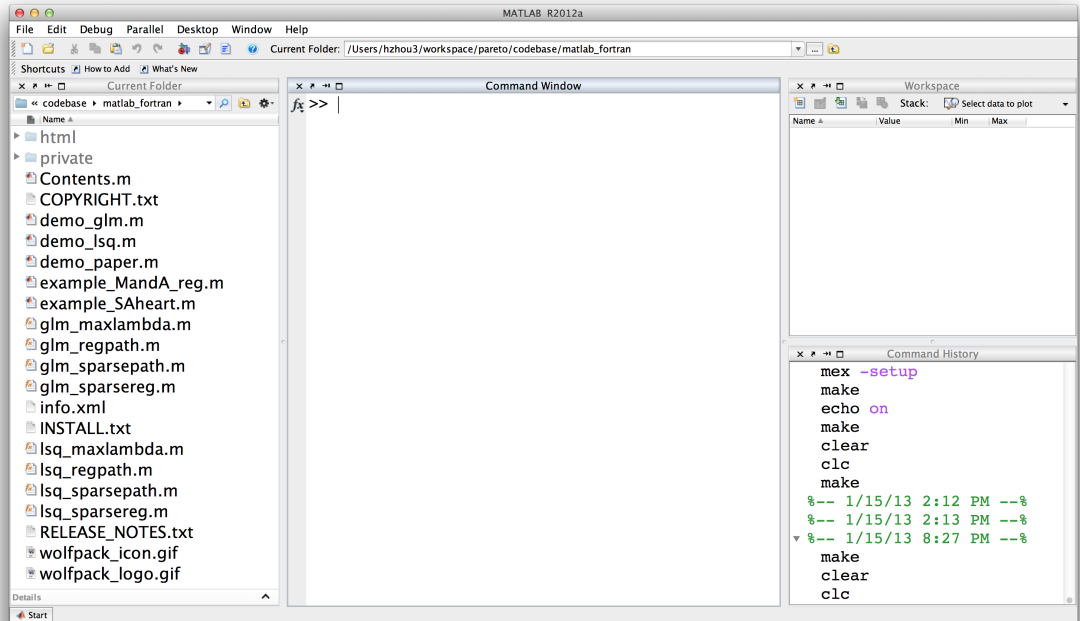 MATLAB R2012a
File Edit Debug Parallel Desktop Window Help
Current Folder: /Users/hzhou3/workspace/pareto/codebase/matlab_fortran ...
Shortcuts How to Add What's New
Current Folder
« codebase matlab_fortran
Name
html
private
Contents.m
COPYRIGHT.txt
demo_glm.m
demo_lsq.m
demo_paper.m
example_MandA_reg.m
example_SAheart.m
glm_maxlambda.m
glm_regpath.m
glm_sparsepath.m
glm_sparsereg.m
info.xml
INSTALL.txt
lsq_maxlambda.m
lsq_regpath.m
lsq_sparsepath.m
lsq_sparsereg.m
RELEASE_NOTES.txt
wolfpack_icon.gif
wolfpack_logo.gif
Details
Start
Command Window
fx >>
Workspace
Stack: Select data to plot
Name Value Min Max
Command History
mex -setup
make
echo on
make
clear
clc
make
%-- 1/15/13 2:12 PM --%
%-- 1/15/13 2:13 PM --%
%-- 1/15/13 8:27 PM --%
make
clear
clc